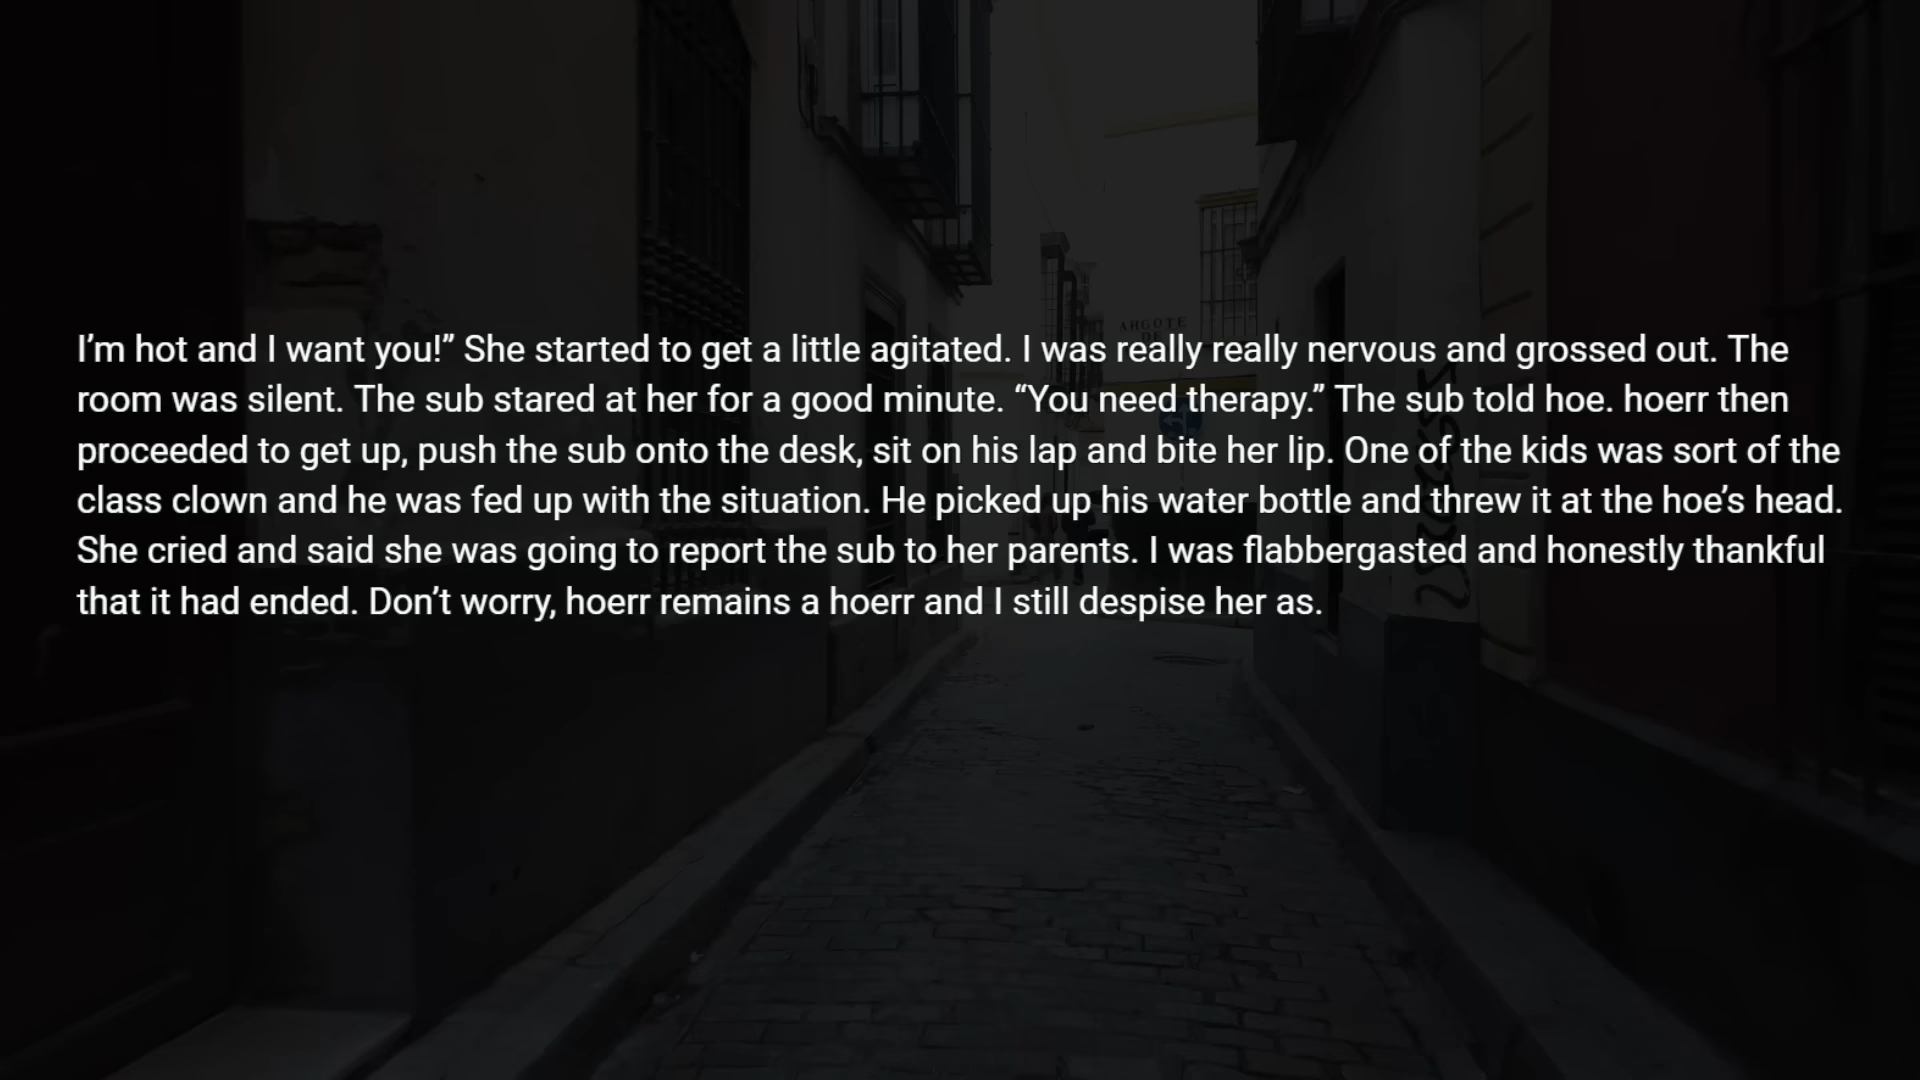 ARGOTE
DE
I’m hot and I want you!” She started to get a little agitated. I was really really nervous and grossed out. The
room was silent. The sub stared at her for a good minute. “You need therapy.” The sub told hoe. hoerr then
proceeded to get up, push the sub onto the desk, sit on his lap and bite her lip. One of the kids was sort of the
class clown and he was fed up with the situation. He picked up his water bottle and threw it at the hoe’s head.
She cried and said she was going to report the sub to her parents. I was flabbergasted and honestly thankful
that it had ended. Don’t worry, hoerr remains a hoerr and I still despise her as.